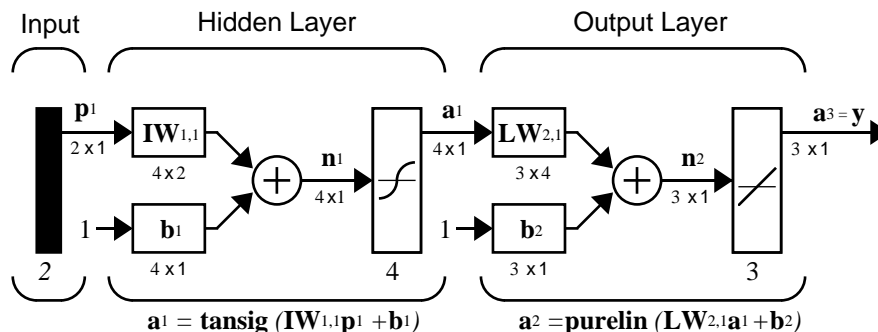 Input Hidden Layer Output Layer
p1 a1 a3 = y
IW1,1 LW2,1
2 x 1 n1 4 x 1 n2 3 x 1
4 x 2 3 x 4
4 x 1 3 x 1
1 b1 1 b2
2 4 x 1 4 3 x 1 3
a1 = tansig (IW1,1p1 +b1) a2 =purelin (LW2,1a1+b2)